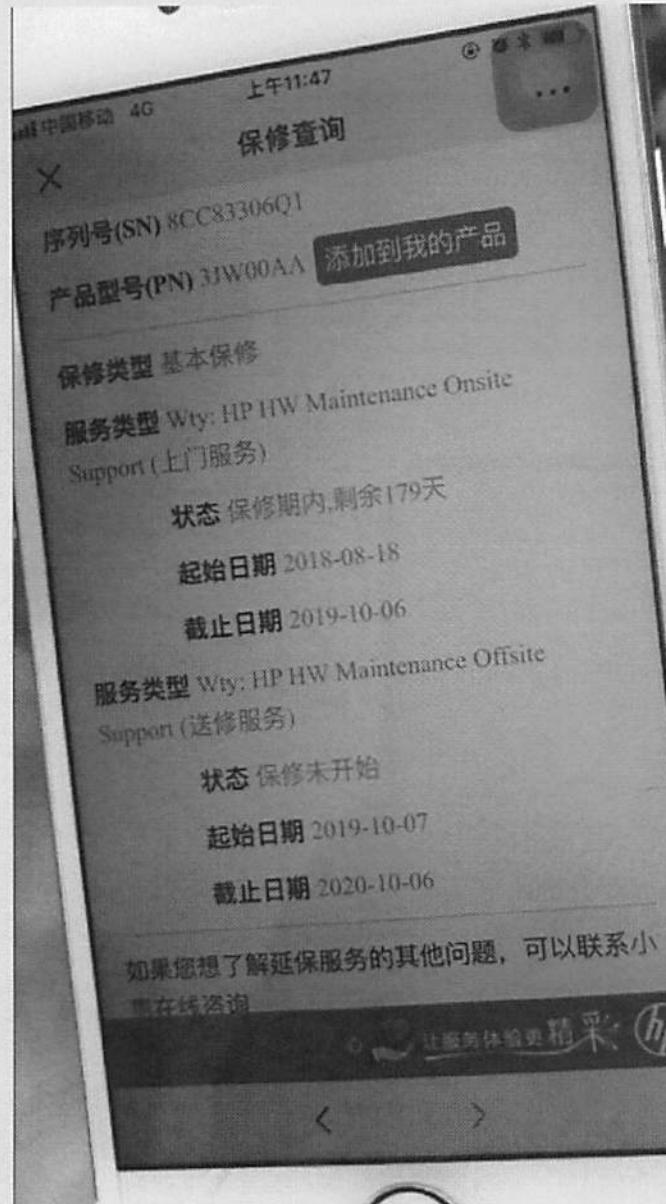 中国移动 4G 上午11:47
保修查询
序列号(SN) 8CC83306Q1
产品型号(PN) 3JW00AA 添加到我的产品
保修类型 基本保修
服务类型 Wty: HP HW Maintenance Onsite
Support (上门服务)
状态 保修期内,剩余179天
起始日期 2018-08-18
截止日期 2019-10-06
服务类型 Wty: HP HW Maintenance Offsite
Support (送修服务)
状态 保修未开始
起始日期 2019-10-07
截止日期 2020-10-06
如果您想了解延保服务的其他问题，可以联系小
惠在线咨询
让服务体验更精彩 hp